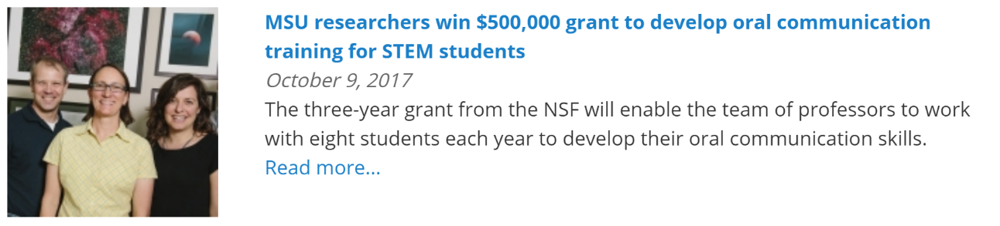 MSU researchers win $500,000 grant to develop oral communication
training for STEM students
October 9, 2017
The three-year grant from the NSF will enable the team of professors to work
with eight students each year to develop their oral communication skills.
Read more...